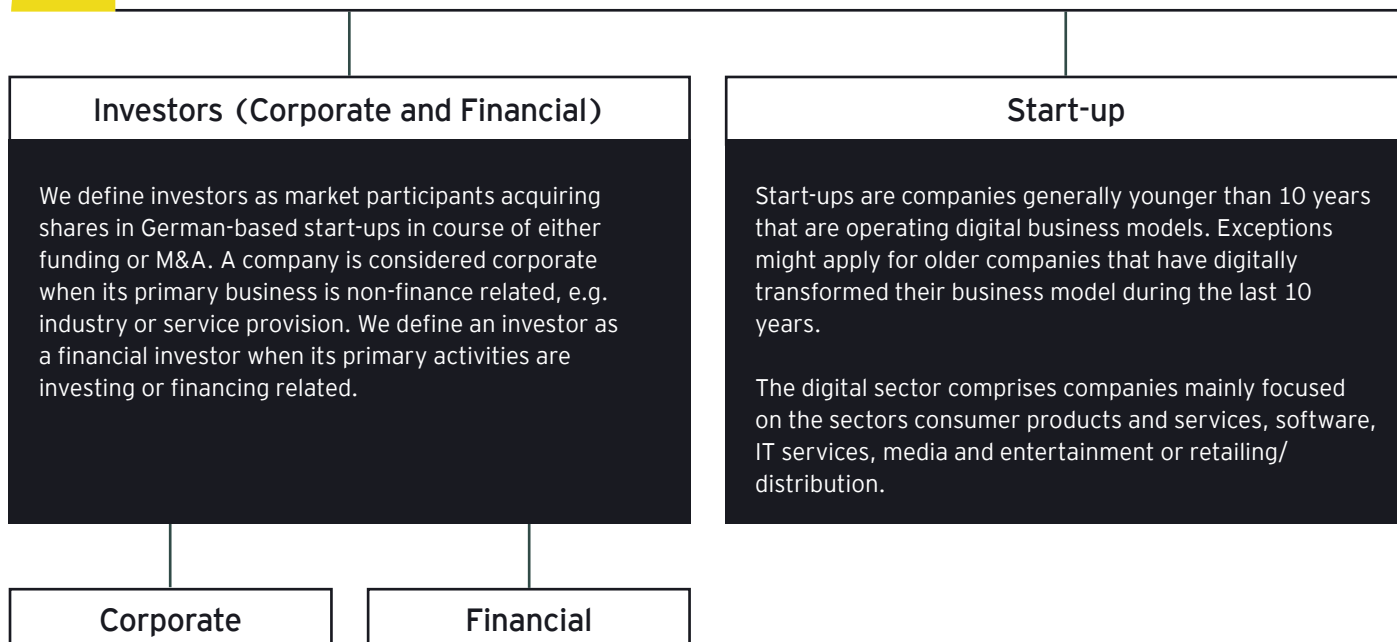 Investors (Corporate and Financial)
We define investors as market participants acquiring
shares in German-based start-ups in course of either
funding or M&A. A company is considered corporate
when its primary business is non-finance related, e.g.
industry or service provision. We define an investor as
a financial investor when its primary activities are
investing or financing related.
Start-up
Start-ups are companies generally younger than 10 years
that are operating digital business models. Exceptions
might apply for older companies that have digitally
transformed their business model during the last 10
years.
The digital sector comprises companies mainly focused
on the sectors consumer products and services, software,
IT services, media and entertainment or retailing/
distribution.
Corporate
Financial